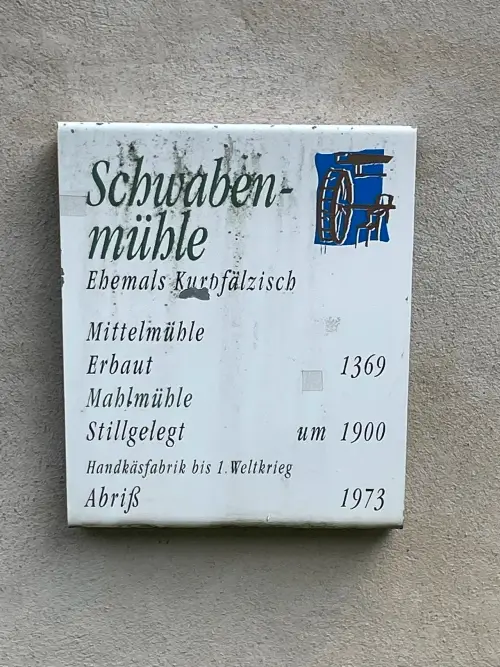 Schwaben-
mühle
Ehemals Kurpfälzisch
Mittelmühle
Erbaut 1369
Mahlmühle
Stillgelegt um 1900
Handkäsfabrik bis 1. Weltkrieg
Abriß 1973